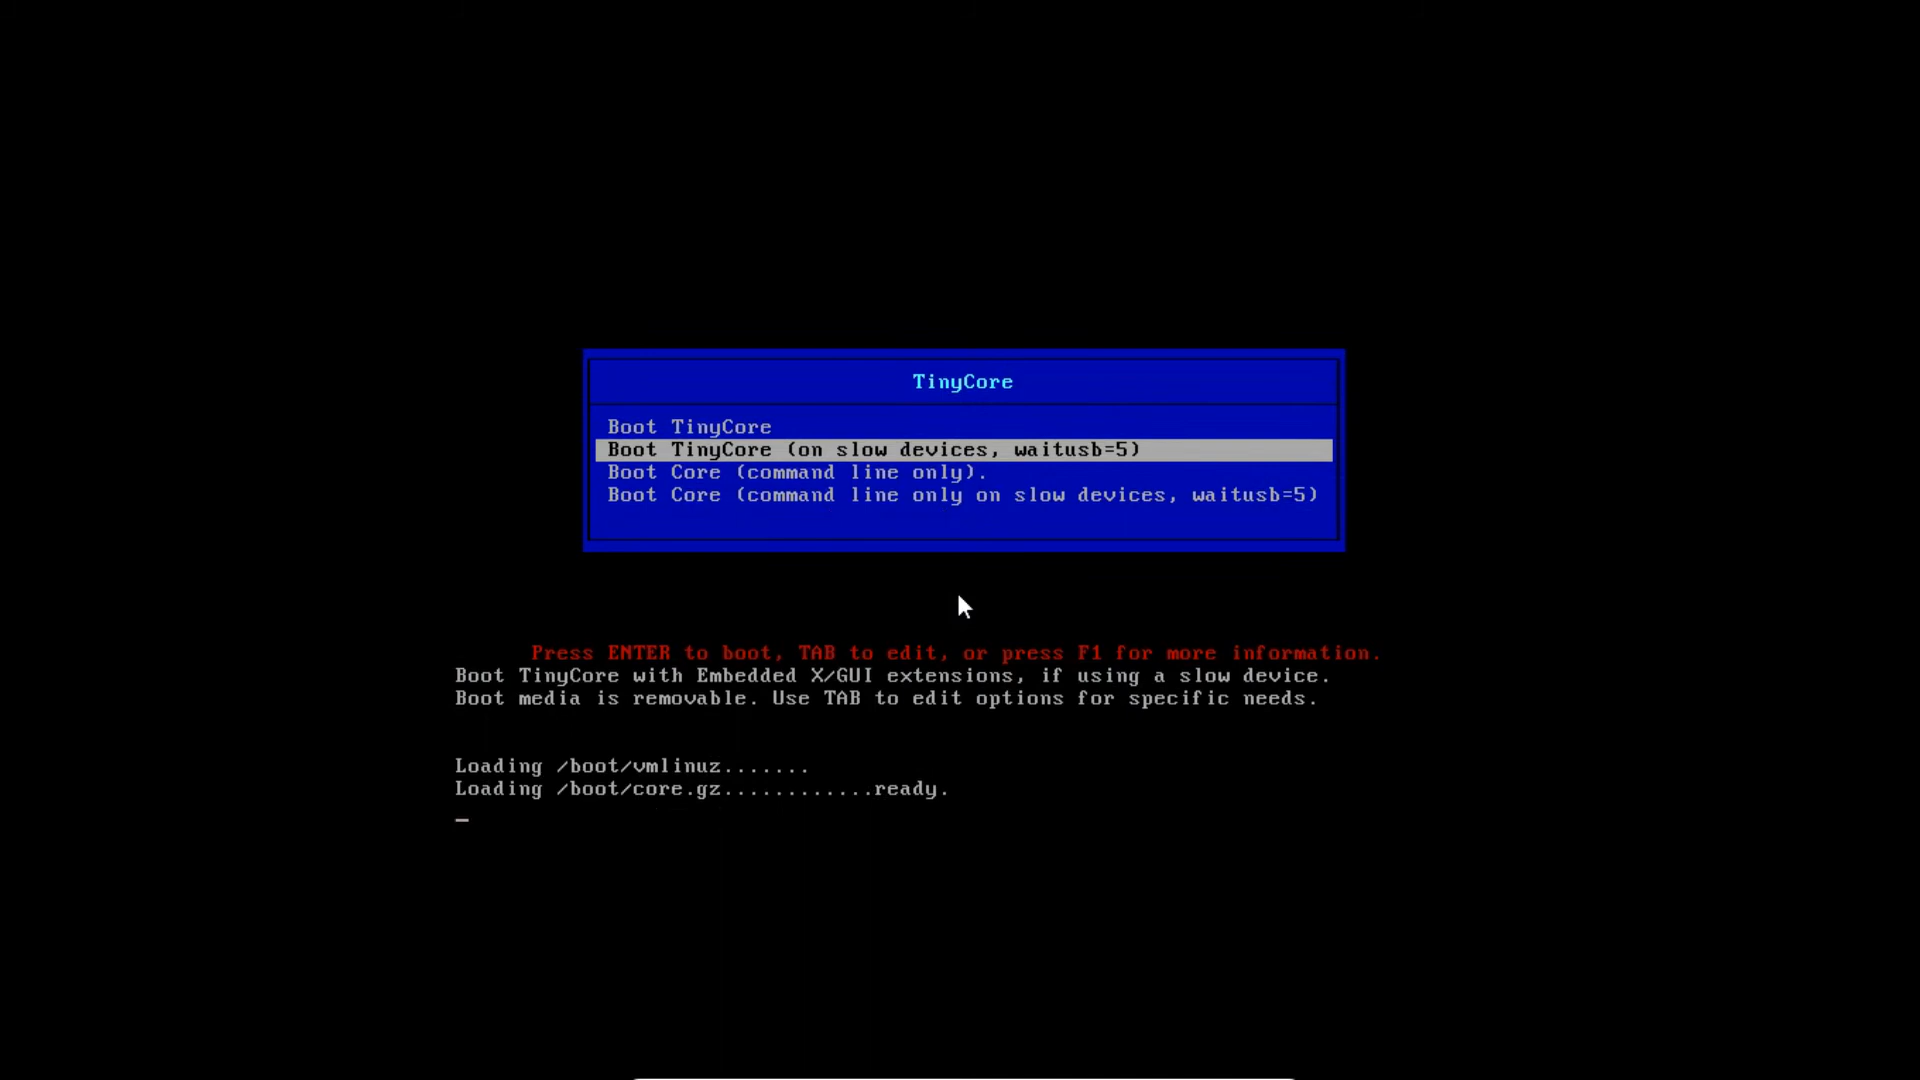 TinyCore
Boot TinyCore
Boot TinyCore (on slow devices, waitusb=5)
Boot Core (command line only).
Boot Core (command line only on slow devices, waitusb=5)
Press ENTER to boot, TAB to edit, or press F1 for more information.
Boot TinyCore with Embedded X/GUI extensions, if using a slow device.
Boot media is removable. Use TAB to edit options for specific needs.
Loading /boot/vmlinuz.......
Loading /boot/core.gz............ready.
_